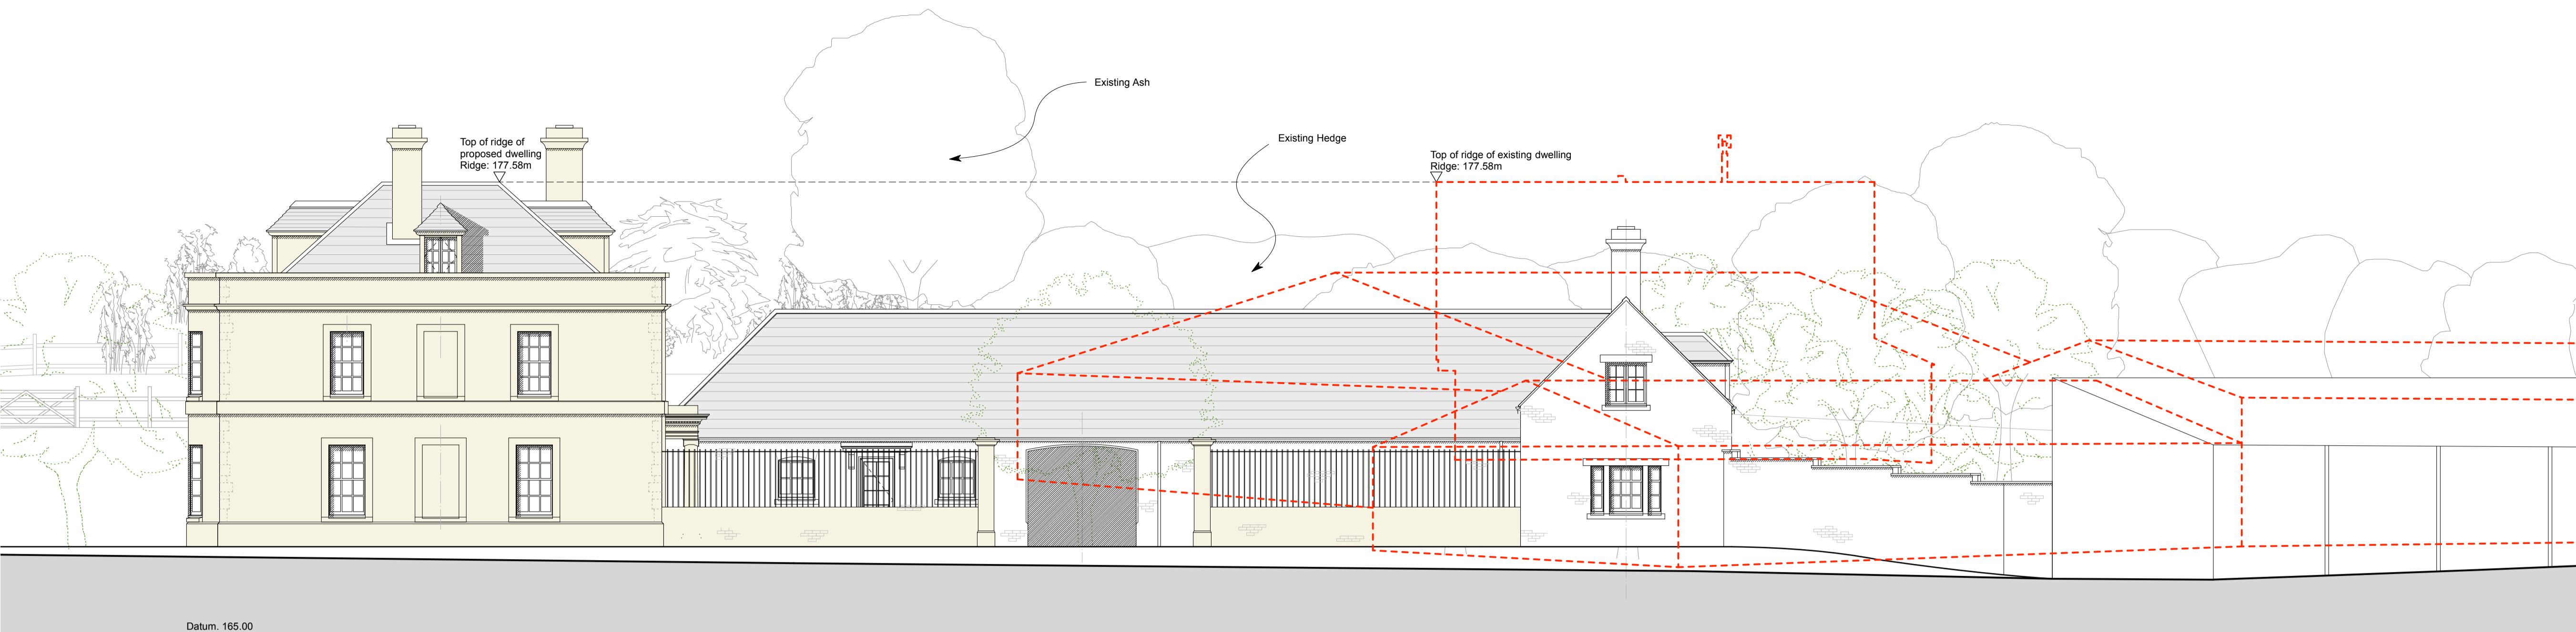 Existing Ash
Existing Hedge
Top of ridge of
proposed dwelling
Ridge: 177.58m
Top of ridge of existing dwelling
Ridge: 177.58m
Datum. 165.00